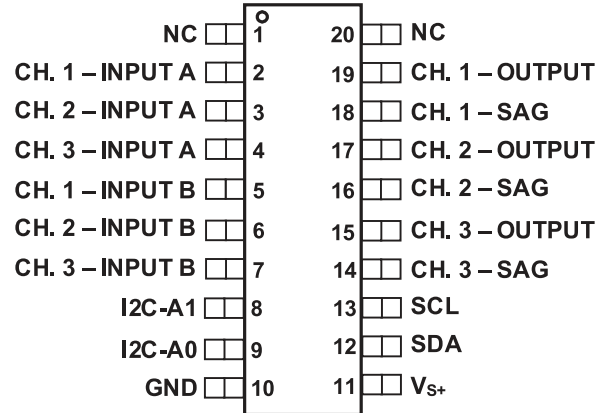 NC 1 20 NC
CH. 1 – INPUT A 2 19 CH. 1 – OUTPUT
CH. 2 – INPUT A 3 18 CH. 1 – SAG
CH. 3 – INPUT A 4 17 CH. 2 – OUTPUT
CH. 1 – INPUT B 5 16 CH. 2 – SAG
CH. 2 – INPUT B 6 15 CH. 3 – OUTPUT
CH. 3 – INPUT B 7 14 CH. 3 – SAG
I2C-A1 8 13 SCL
I2C-A0 9 12 SDA
GND 10 11 VS+